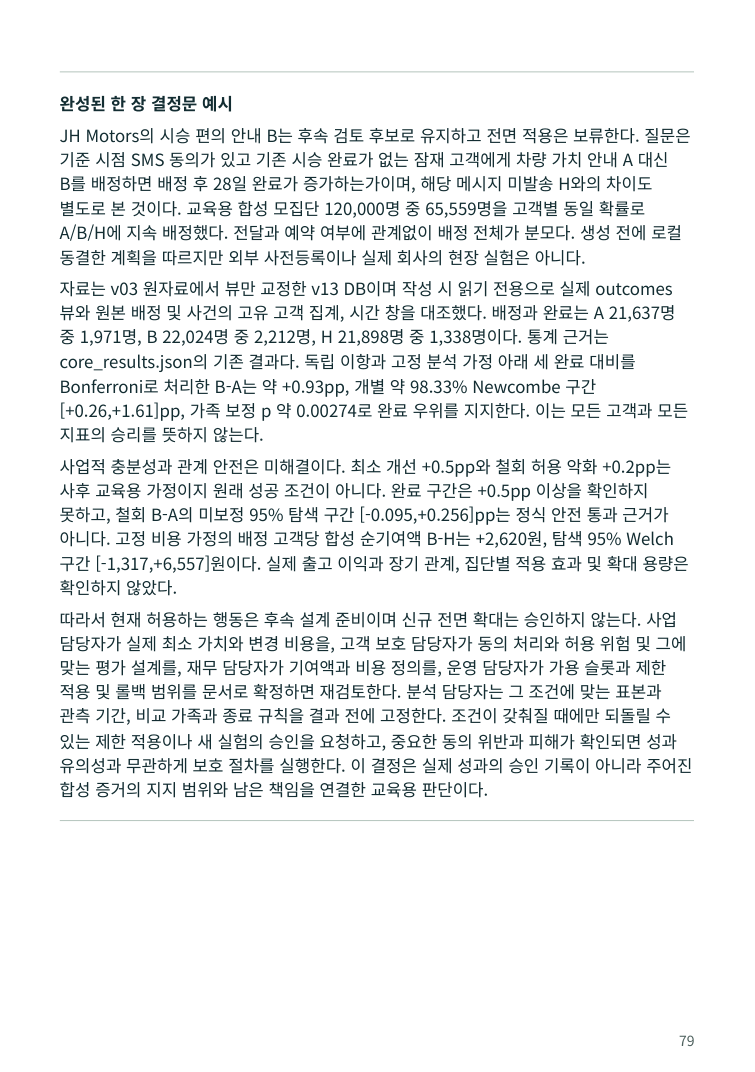 완성된 한 장 결정문 예시
JH Motors의 시승 편의 안내 B는 후속 검토 후보로 유지하고 전면 적용은 보류한다. 질문은
기준 시점 SMS 동의가 있고 기존 시승 완료가 없는 잠재 고객에게 차량 가치 안내 A 대신
B를 배정하면 배정 후 28일 완료가 증가하는가이며, 해당 메시지 미발송 H와의 차이도
별도로 본 것이다. 교육용 합성 모집단 120,000명 중 65,559명을 고객별 동일 확률로
A/B/H에 지속 배정했다. 전달과 예약 여부에 관계없이 배정 전체가 분모다. 생성 전에 로컬
동결한 계획을 따르지만 외부 사전등록이나 실제 회사의 현장 실험은 아니다.
자료는 v03 원자료에서 뷰만 교정한 v13 DB이며 작성 시 읽기 전용으로 실제 outcomes
뷰와 원본 배정 및 사건의 고유 고객 집계, 시간 창을 대조했다. 배정과 완료는 A 21,637명
중 1,971명, B 22,024명 중 2,212명, H 21,898명 중 1,338명이다. 통계 근거는
core_results.json의 기존 결과다. 독립 이항과 고정 분석 가정 아래 세 완료 대비를
Bonferroni로 처리한 B-A는 약 +0.93pp, 개별 약 98.33% Newcombe 구간
[+0.26,+1.61]pp, 가족 보정 p 약 0.00274로 완료 우위를 지지한다. 이는 모든 고객과 모든
지표의 승리를 뜻하지 않는다.
사업적 충분성과 관계 안전은 미해결이다. 최소 개선 +0.5pp와 철회 허용 악화 +0.2pp는
사후 교육용 가정이지 원래 성공 조건이 아니다. 완료 구간은 +0.5pp 이상을 확인하지
못하고, 철회 B-A의 미보정 95% 탐색 구간 [-0.095,+0.256]pp는 정식 안전 통과 근거가
아니다. 고정 비용 가정의 배정 고객당 합성 순기여액 B-H는 +2,620원, 탐색 95% Welch
구간 [-1,317,+6,557]원이다. 실제 출고 이익과 장기 관계, 집단별 적용 효과 및 확대 용량은
확인하지 않았다.
따라서 현재 허용하는 행동은 후속 설계 준비이며 신규 전면 확대는 승인하지 않는다. 사업
담당자가 실제 최소 가치와 변경 비용을, 고객 보호 담당자가 동의 처리와 허용 위험 및 그에
맞는 평가 설계를, 재무 담당자가 기여액과 비용 정의를, 운영 담당자가 가용 슬롯과 제한
적용 및 롤백 범위를 문서로 확정하면 재검토한다. 분석 담당자는 그 조건에 맞는 표본과
관측 기간, 비교 가족과 종료 규칙을 결과 전에 고정한다. 조건이 갖춰질 때에만 되돌릴 수
있는 제한 적용이나 새 실험의 승인을 요청하고, 중요한 동의 위반과 피해가 확인되면 성과
유의성과 무관하게 보호 절차를 실행한다. 이 결정은 실제 성과의 승인 기록이 아니라 주어진
합성 증거의 지지 범위와 남은 책임을 연결한 교육용 판단이다.
79